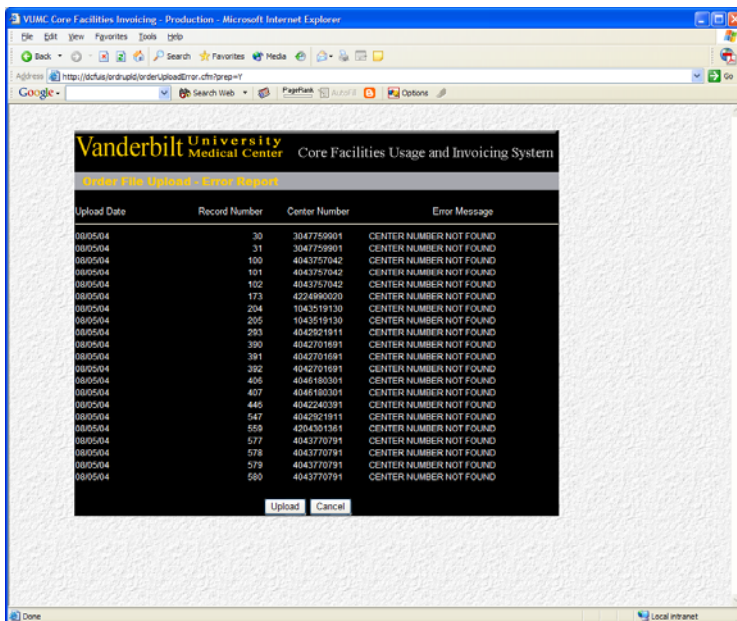 VUMC Core Facilities Invoicing - Production - Microsoft Internet Explorer
File Edit View Favorites Tools Help
Back Search Favorites Media
Address http://dcfuis/ordrupld/orderUploadError.cfm?prep=Y Go
Google Search Web PageRank AutoFill Options
Vanderbilt University Medical Center Core Facilities Usage and Invoicing System
Order File Upload - Error Report
Upload Date Record Number Center Number Error Message
08/05/04 30 3047759901 CENTER NUMBER NOT FOUND
08/05/04 31 3047759901 CENTER NUMBER NOT FOUND
08/05/04 100 4043757042 CENTER NUMBER NOT FOUND
08/05/04 101 4043757042 CENTER NUMBER NOT FOUND
08/05/04 102 4043757042 CENTER NUMBER NOT FOUND
08/05/04 173 4224990020 CENTER NUMBER NOT FOUND
08/05/04 204 1043519130 CENTER NUMBER NOT FOUND
08/05/04 205 1043519130 CENTER NUMBER NOT FOUND
08/05/04 293 4042921911 CENTER NUMBER NOT FOUND
08/05/04 390 4042701691 CENTER NUMBER NOT FOUND
08/05/04 391 4042701691 CENTER NUMBER NOT FOUND
08/05/04 392 4042701691 CENTER NUMBER NOT FOUND
08/05/04 406 4046180301 CENTER NUMBER NOT FOUND
08/05/04 407 4046180301 CENTER NUMBER NOT FOUND
08/05/04 446 4042240391 CENTER NUMBER NOT FOUND
08/05/04 547 4042921911 CENTER NUMBER NOT FOUND
08/05/04 559 4204301361 CENTER NUMBER NOT FOUND
08/05/04 577 4043770791 CENTER NUMBER NOT FOUND
08/05/04 578 4043770791 CENTER NUMBER NOT FOUND
08/05/04 579 4043770791 CENTER NUMBER NOT FOUND
08/05/04 580 4043770791 CENTER NUMBER NOT FOUND
Upload Cancel
Done Local intranet